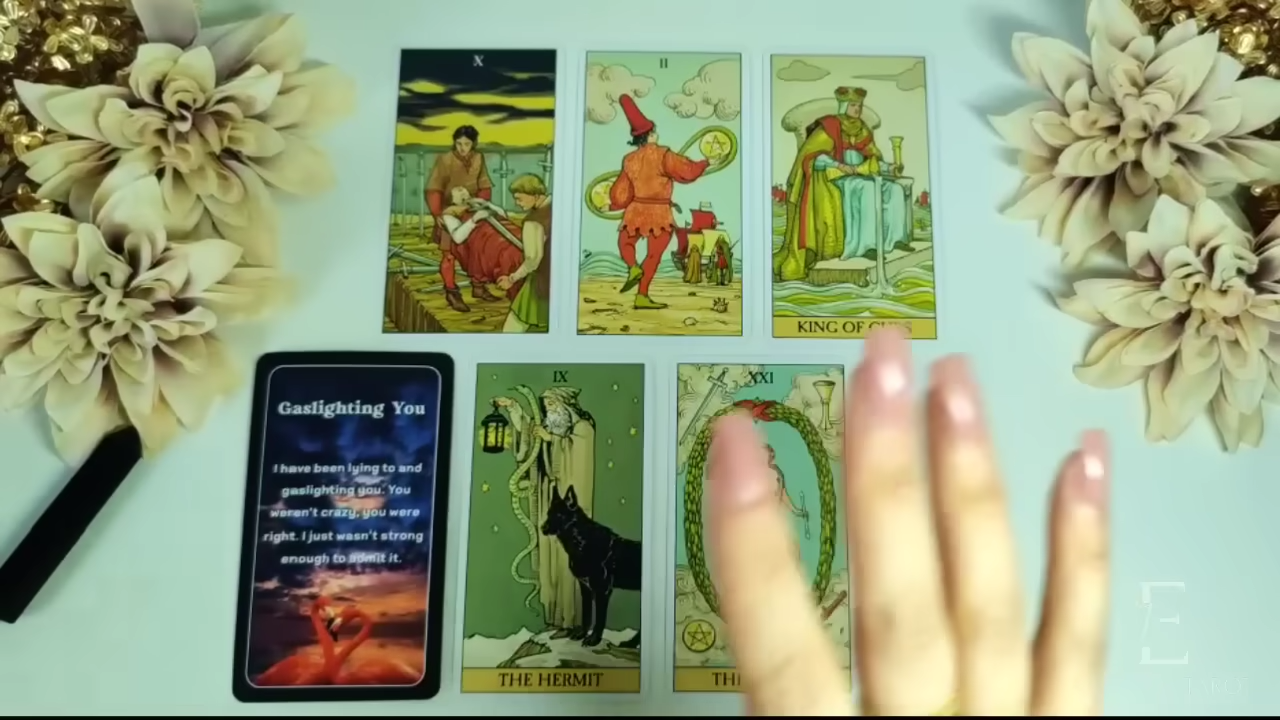 X
II
KING OF CUPS
Gaslighting You
I have been lying to and
gaslighting you. You
weren't crazy, you were
right. I just wasn't strong
enough to admit it.
IX
THE HERMIT
XXI
E
TAROT